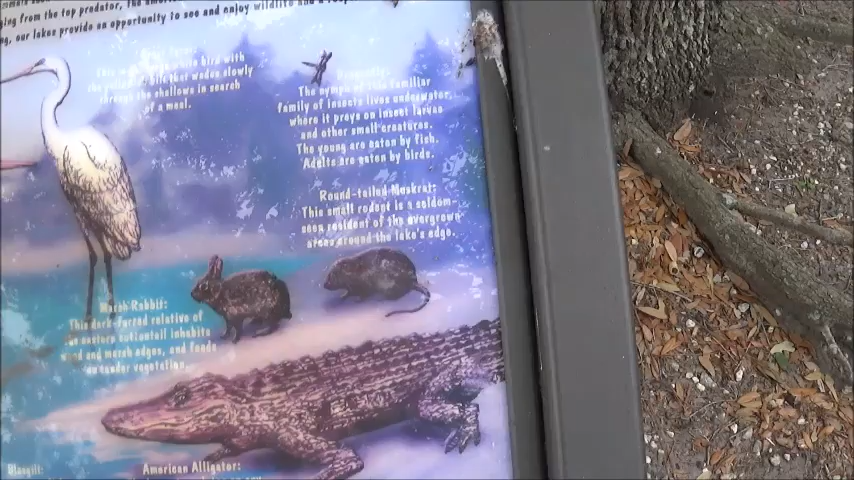 ging from the top predator, the
ng, our lakes provide an opportunity to see and enjoy wildlife and
bird with
that wades slowly
through the shallows in search
of a meal.
The nymph of this familiar
family of insects lives underwater,
where it preys on insect larvae
and other small creatures.
The young are eaten by fish.
Adults are eaten by birds.
Round-tailed Muskrat:
This small rodent is a seldom-
seen resident of the overgrown
areas around the lake's edge.
Marsh Rabbit:
This dark-furred relative of
eastern cottontail inhabits
and marsh edges, and feeds
tender vegetation.
Bluegill:
American Alligator: